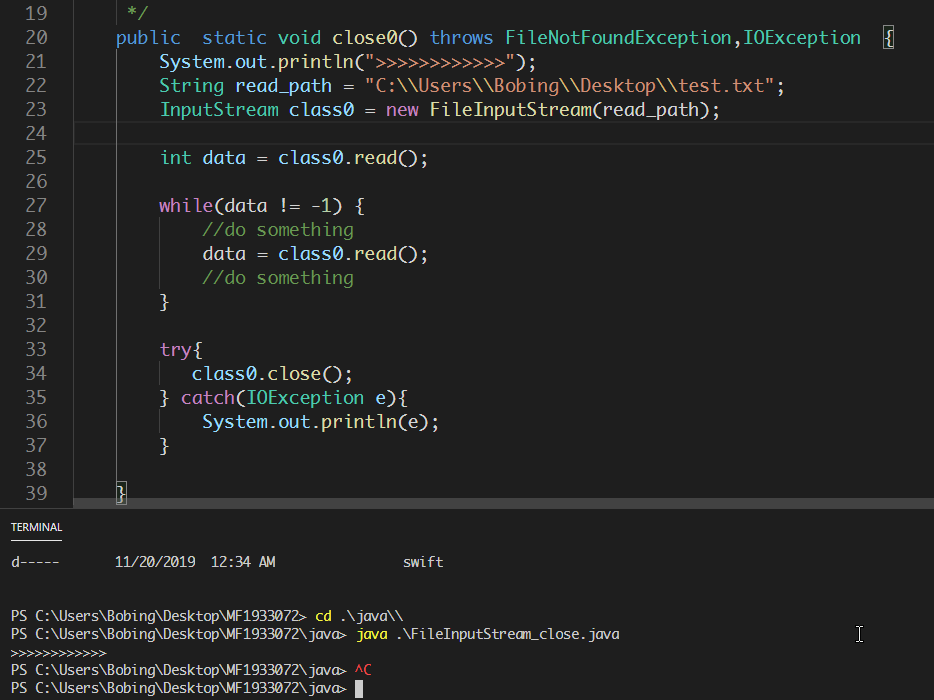 19 */
20 public  static void close0() throws FileNotFoundException,IOException  {
21 System.out.println(">>>>>>>>>>>>");
22 String read_path = "C:\\Users\\Bobing\\Desktop\\test.txt";
23 InputStream class0 = new FileInputStream(read_path);
24
25 int data = class0.read();
26
27 while(data != -1) {
28 //do something
29 data = class0.read();
30 //do something
31 }
32
33 try{
34 class0.close();
35 } catch(IOException e){
36 System.out.println(e);
37 }
38
39 }
TERMINAL
d----- 11/20/2019 12:34 AM swift
PS C:\Users\Bobing\Desktop\MF1933072> cd .\java\\
PS C:\Users\Bobing\Desktop\MF1933072\java> java .\FileInputStream_close.java
>>>>>>>>>>>>
PS C:\Users\Bobing\Desktop\MF1933072\java> ^C
PS C:\Users\Bobing\Desktop\MF1933072\java>